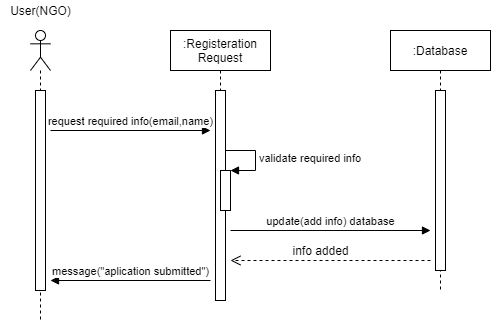 User(NGO)
:Registeration
Request
:Database
request required info(email,name)
validate required info
update(add info) database
info added
message("aplication submitted")